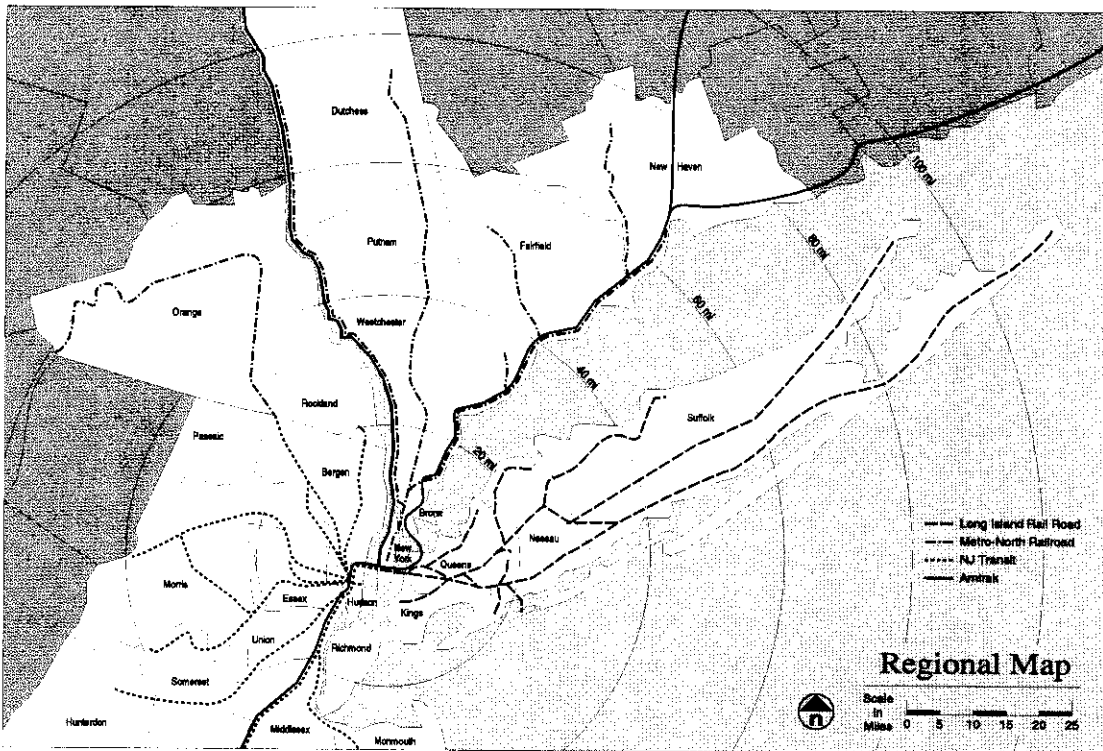 Dutchess
New Haven
100 mi
Putnam
Fairfield
80 mi
Orange
Westchester
60 mi
40 mi
Rockland
Suffolk
Passaic
20 mi
Bergen
Bronx
Nassau
New
York
Queens
Morris
Essex
Hudson
Kings
Union
Richmond
Somerset
Hunterdon
Middlesex
Monmouth
Long Island Rail Road
Metro-North Railroad
NJ Transit
Amtrak
Regional Map
n
Scale
in
Miles
0 5 10 15 20 25